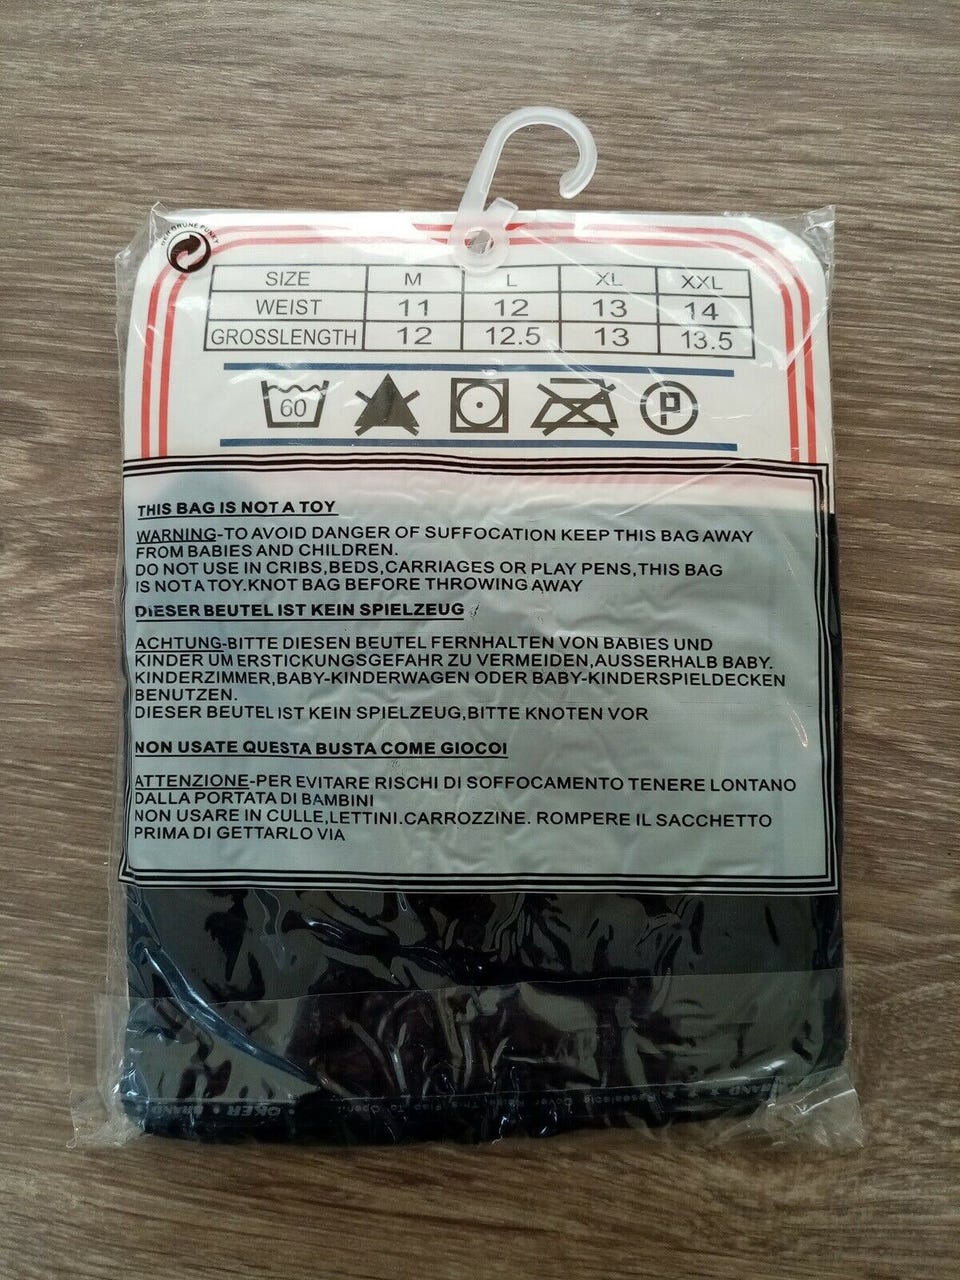 DER GRÜNE PUNKT
SIZE M L XL XXL
WEIST 11 12 13 14
GROSSLENGTH 12 12.5 13 13.5
60
P
THIS BAG IS NOT A TOY
WARNING-TO AVOID DANGER OF SUFFOCATION KEEP THIS BAG AWAY
FROM BABIES AND CHILDREN.
DO NOT USE IN CRIBS,BEDS,CARRIAGES OR PLAY PENS,THIS BAG
IS NOT A TOY.KNOT BAG BEFORE THROWING AWAY
DIESER BEUTEL IST KEIN SPIELZEUG
ACHTUNG-BITTE DIESEN BEUTEL FERNHALTEN VON BABIES UND
KINDER UM ERSTICKUNGSGEFAHR ZU VERMEIDEN,AUSSERHALB BABY.
KINDERZIMMER,BABY-KINDERWAGEN ODER BABY-KINDERSPIELDECKEN
BENUTZEN.
DIESER BEUTEL IST KEIN SPIELZEUG,BITTE KNOTEN VOR
NON USATE QUESTA BUSTA COME GIOCOI
ATTENZIONE-PER EVITARE RISCHI DI SOFFOCAMENTO TENERE LONTANO
DALLA PORTATA DI BAMBINI
NON USARE IN CULLE,LETTINI.CARROZZINE. ROMPERE IL SACCHETTO
PRIMA DI GETTARLO VIA
BRAND • OKER •
BRAND